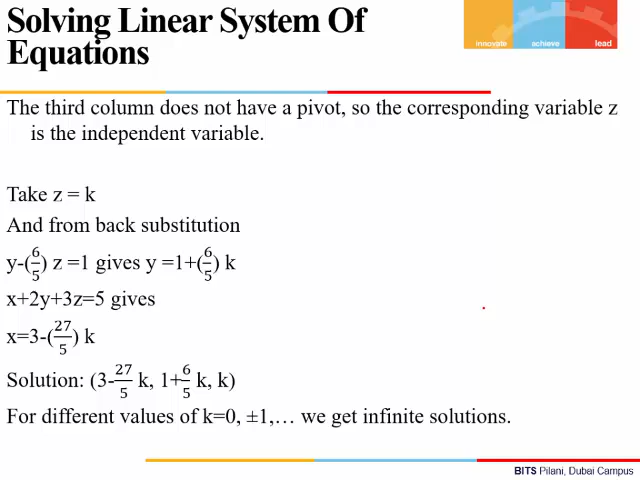 Solving Linear System Of
Equations
innovate achieve lead
The third column does not have a pivot, so the corresponding variable z
is the independent variable.
Take z = k
And from back substitution
y-(6/5) z =1 gives y =1+(6/5) k
x+2y+3z=5 gives
x=3-(27/5) k
Solution: (3-27/5 k, 1+6/5 k, k)
For different values of k=0, ±1,… we get infinite solutions.
BITS Pilani, Dubai Campus